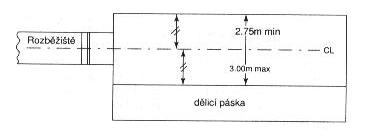 Rozběžiště
2.75m min
CL
3.00m max
dělicí páska